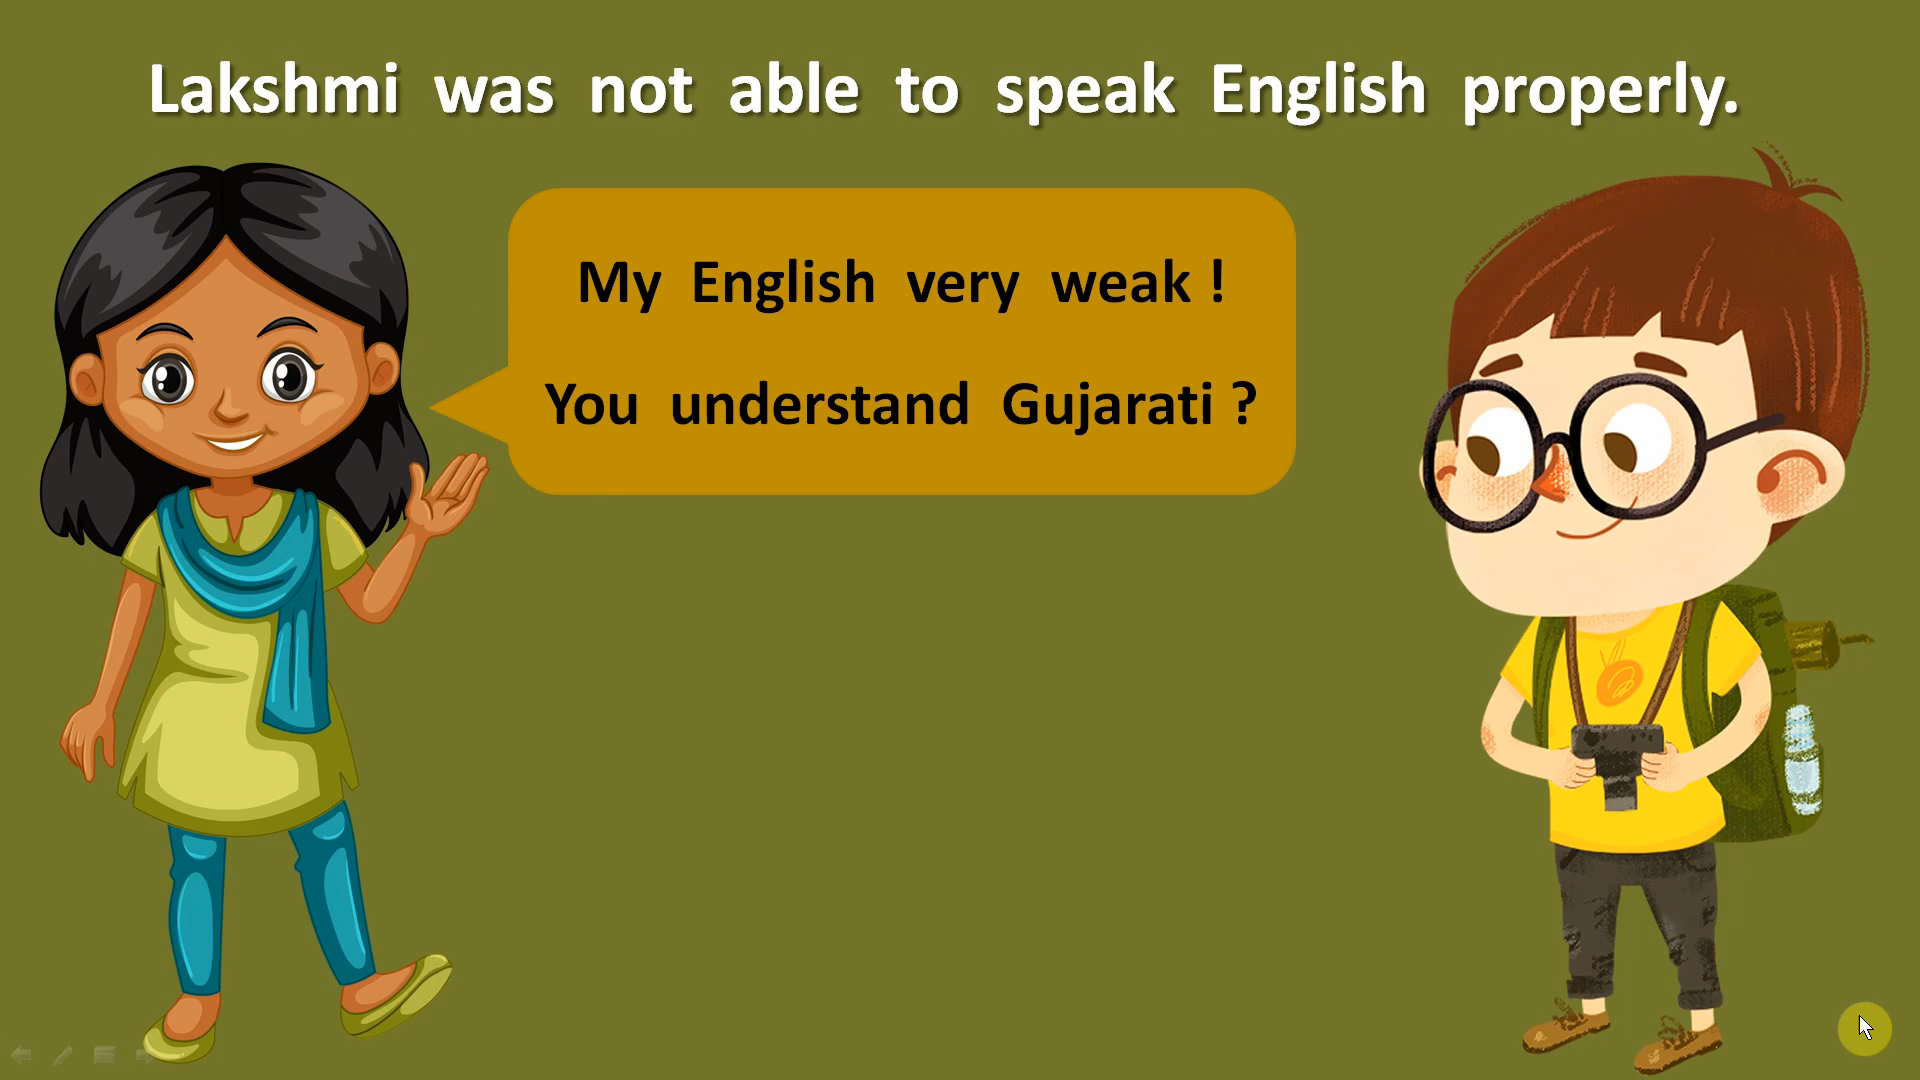 Lakshmi was not able to speak English properly.
My English very weak !
You understand Gujarati ?